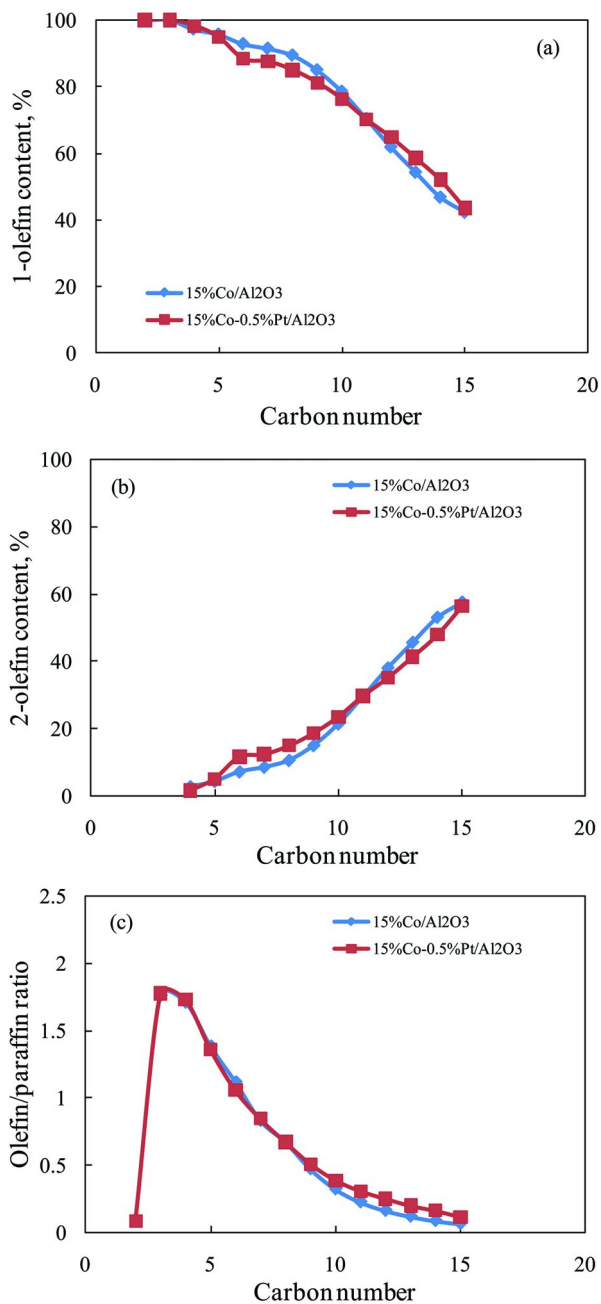 100
(a)
80
60
40
20
0
1-olefin content, %
15%Co/Al2O3
15%Co-0.5%Pt/Al2O3
0 5 10 15 20
Carbon number
100
(b)
80
60
40
20
0
2-olefin content, %
15%Co/Al2O3
15%Co-0.5%Pt/Al2O3
0 5 10 15 20
Carbon number
2.5
(c)
2
1.5
1
0.5
0
Olefin/paraffin ratio
15%Co/Al2O3
15%Co-0.5%Pt/Al2O3
0 5 10 15 20
Carbon number